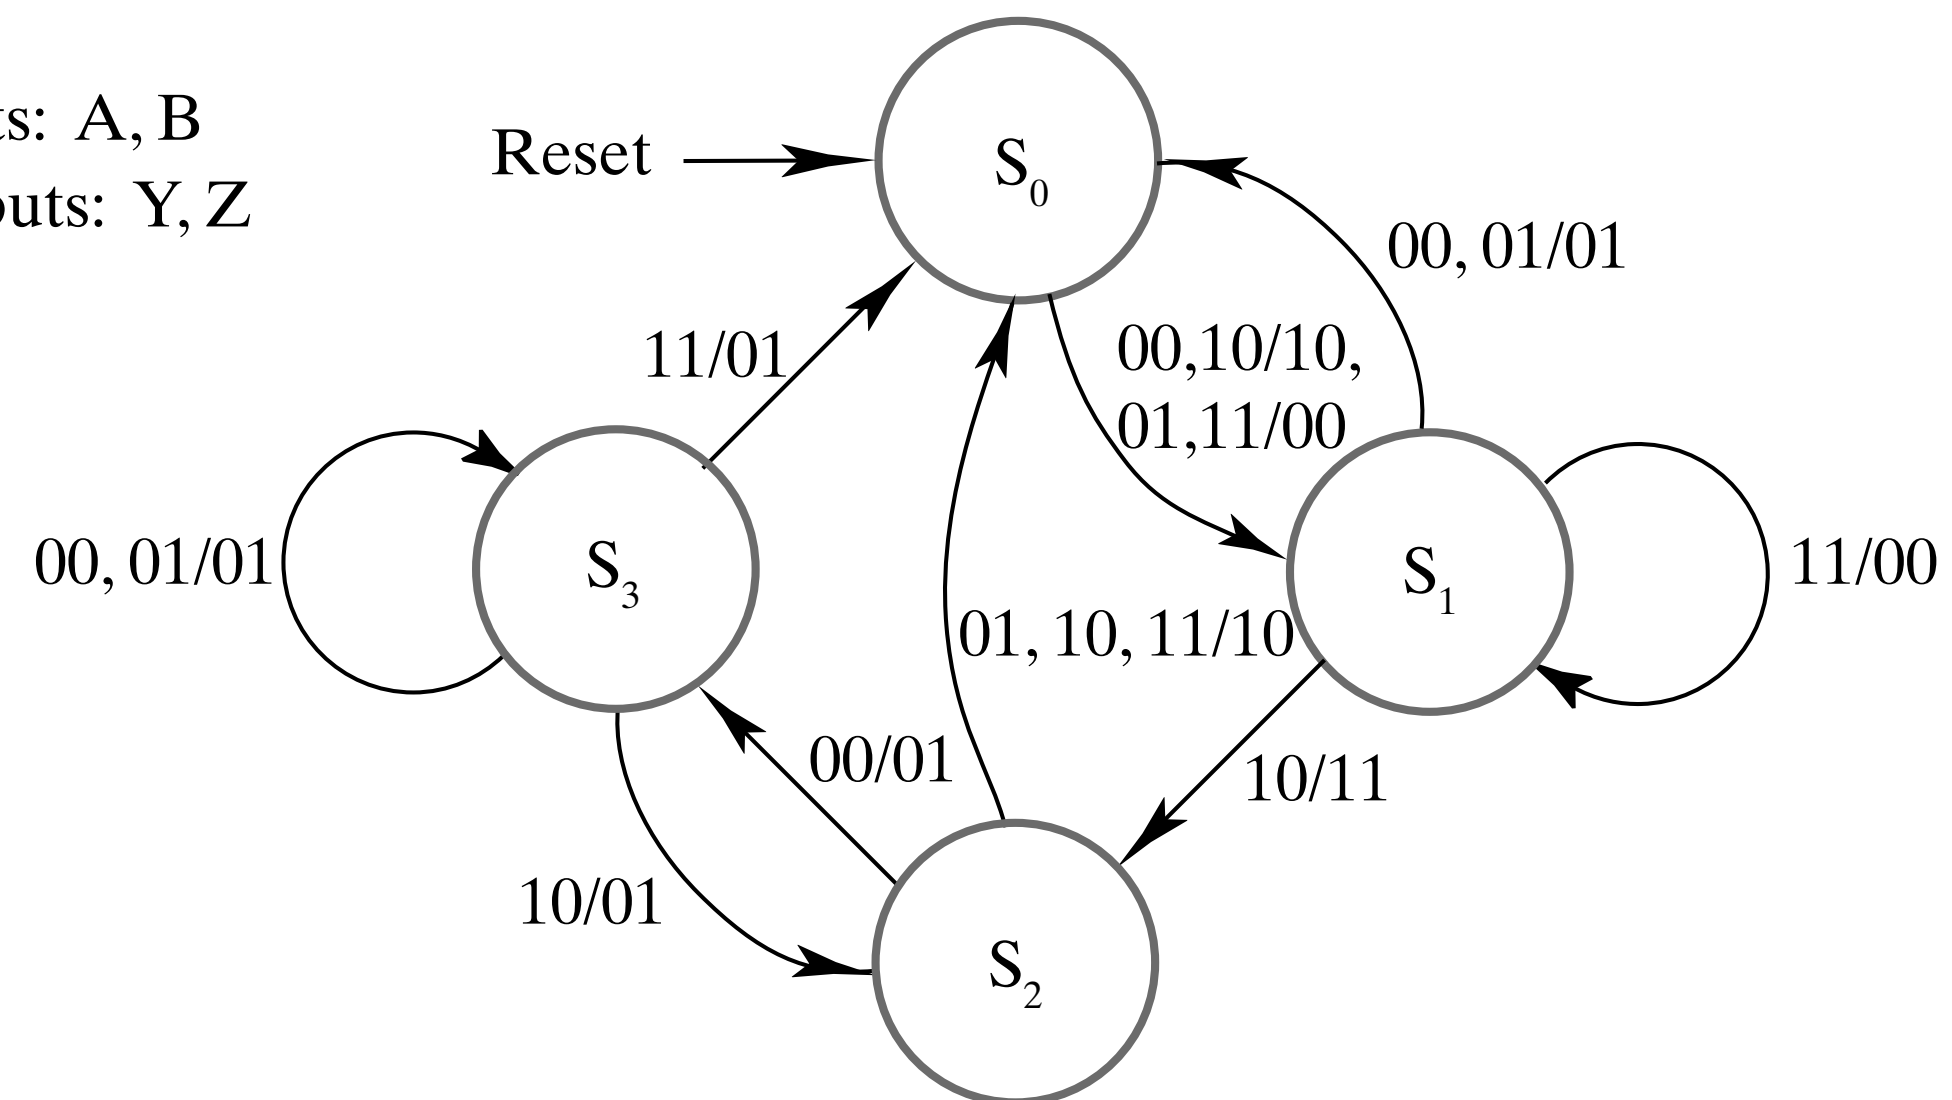 ts: A, B
puts: Y, Z
Reset
S0
00, 01/01
00,10/10,
01,11/00
11/01
S3
00, 01/01
S1
11/00
01, 10, 11/10
00/01
10/11
10/01
S2